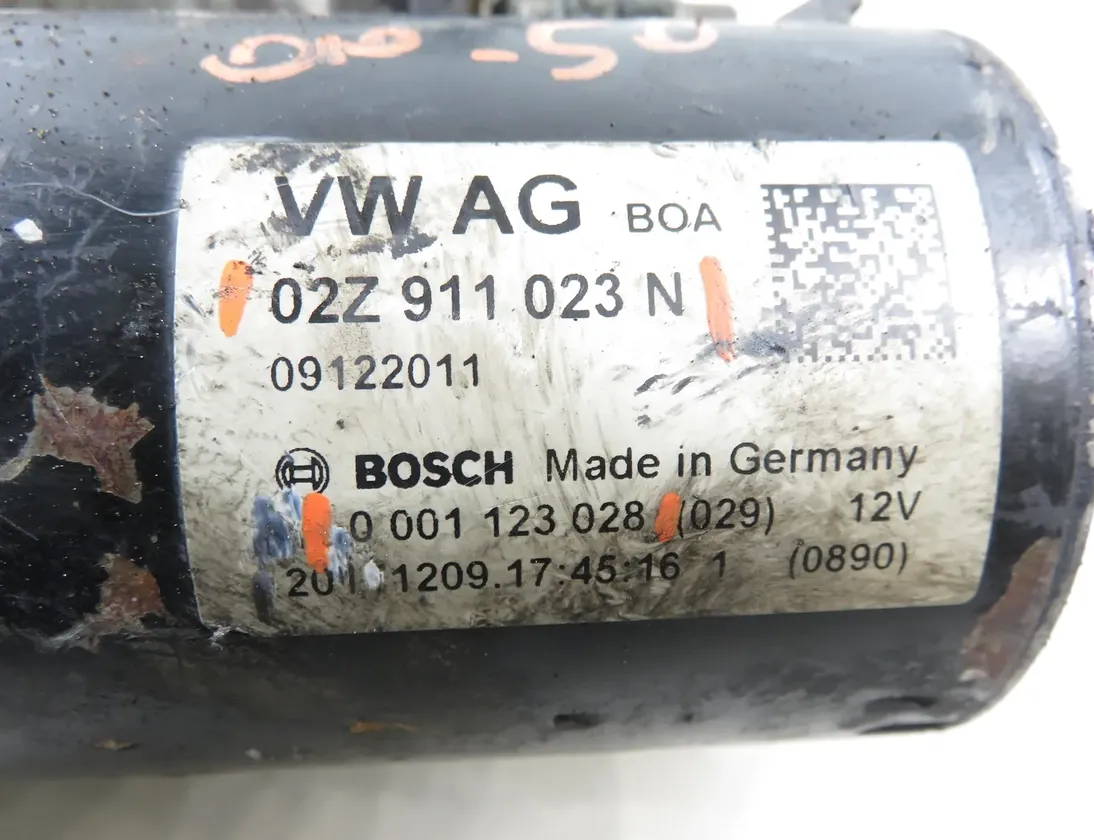 VW AG BOA
02Z 911 023 N
09122011
BOSCH Made in Germany
0 001 123 028 (029) 12V
1209.17:45:16 1 (0890)